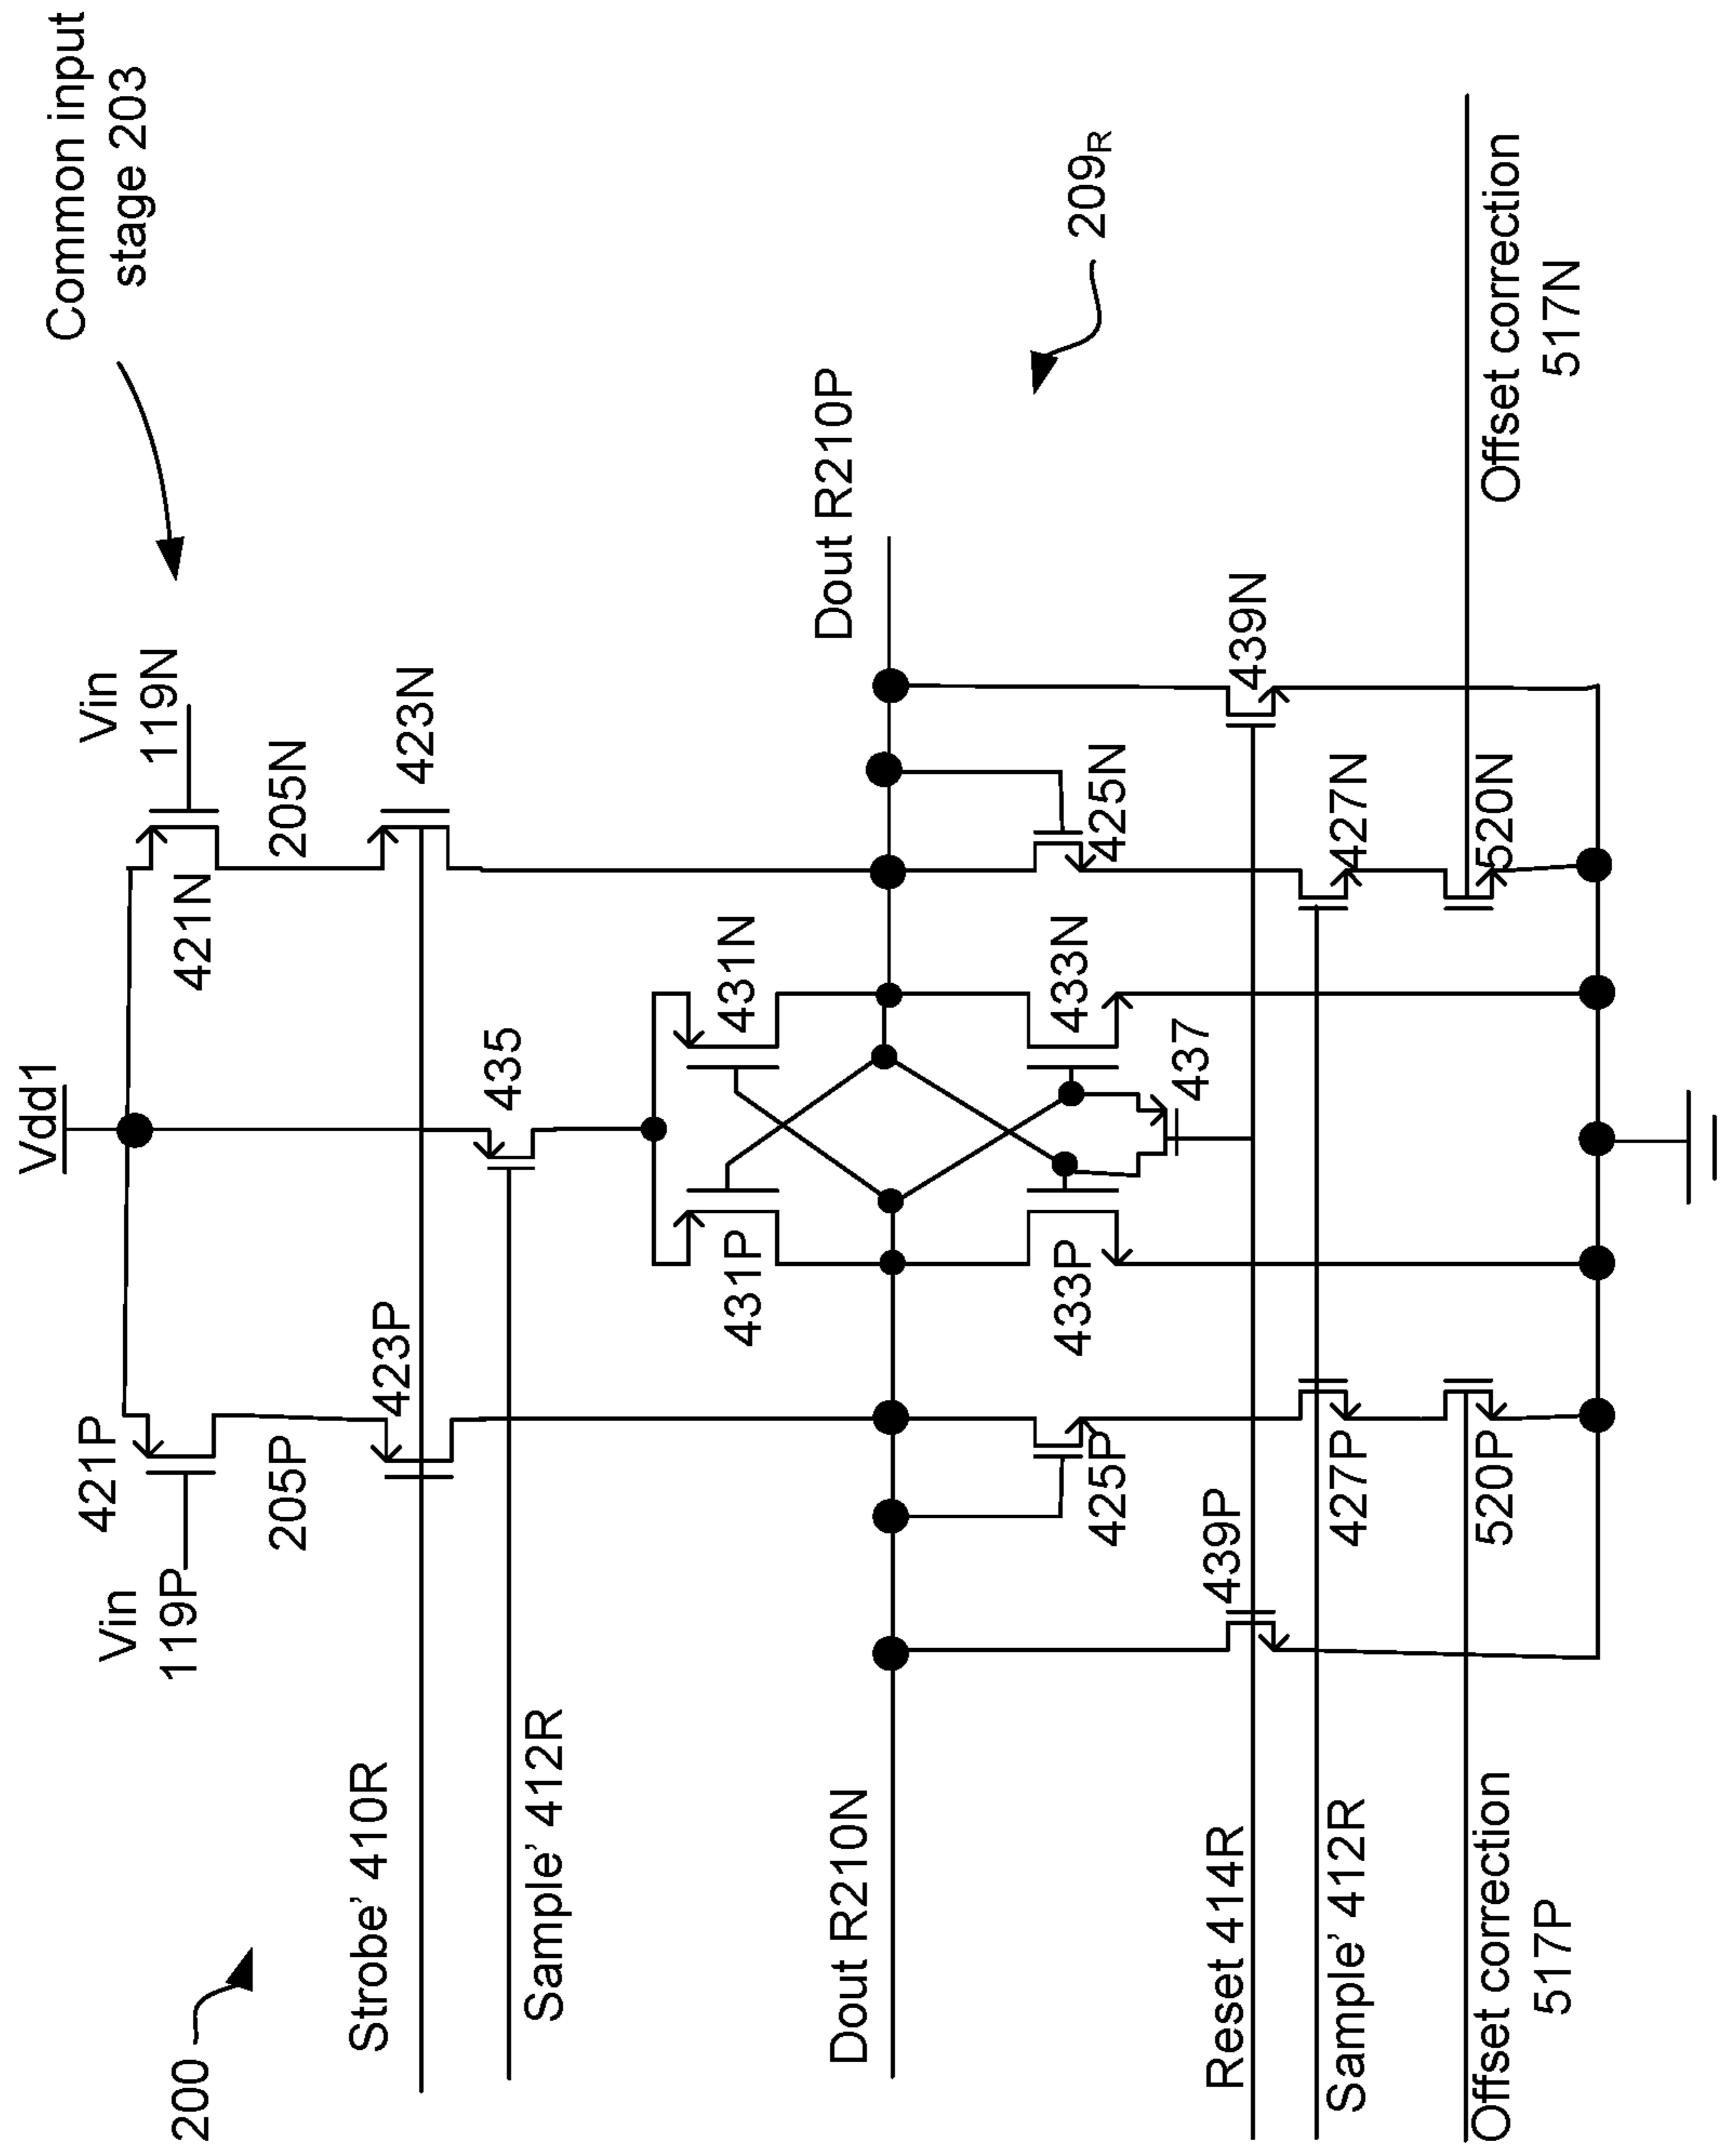 200
Common input
stage 203
Vdd1
Vin
119P
421P
421N
Vin
119N
205P
205N
Strobe’ 410R
423P
423N
Sample’ 412R
435
431P
431N
Dout R210N
Dout R210P
209R
425P
433P
433N
425N
437
Reset 414R
439P
439N
Sample’ 412R
427P
427N
Offset correction
517P
520P
520N
Offset correction
517N